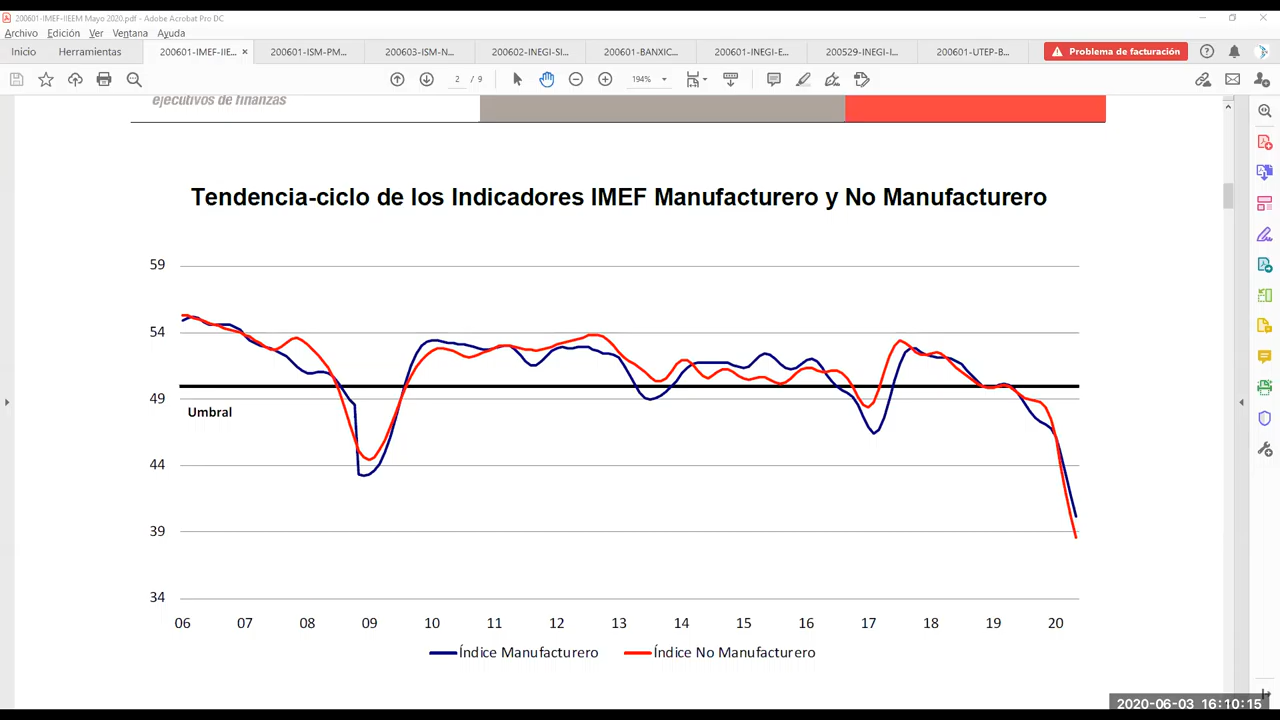 200601-IMEF-IIEEM Mayo 2020.pdf - Adobe Acrobat Pro DC
Archivo Edición Ver Ventana Ayuda
Inicio Herramientas 200601-IMEF-IIE... × 200601-ISM-PM... 200603-ISM-N... 200602-INEGI-SI... 200601-BANXIC... 200601-INEGI-E... 200529-INEGI-I... 200601-UTEP-B... Problema de facturación
2 / 9 194%
ejecutivos de finanzas
Tendencia-ciclo de los Indicadores IMEF Manufacturero y No Manufacturero
59
54
49
Umbral
44
39
34
06 07 08 09 10 11 12 13 14 15 16 17 18 19 20
Índice Manufacturero Índice No Manufacturero
2020-06-03 16:10:15